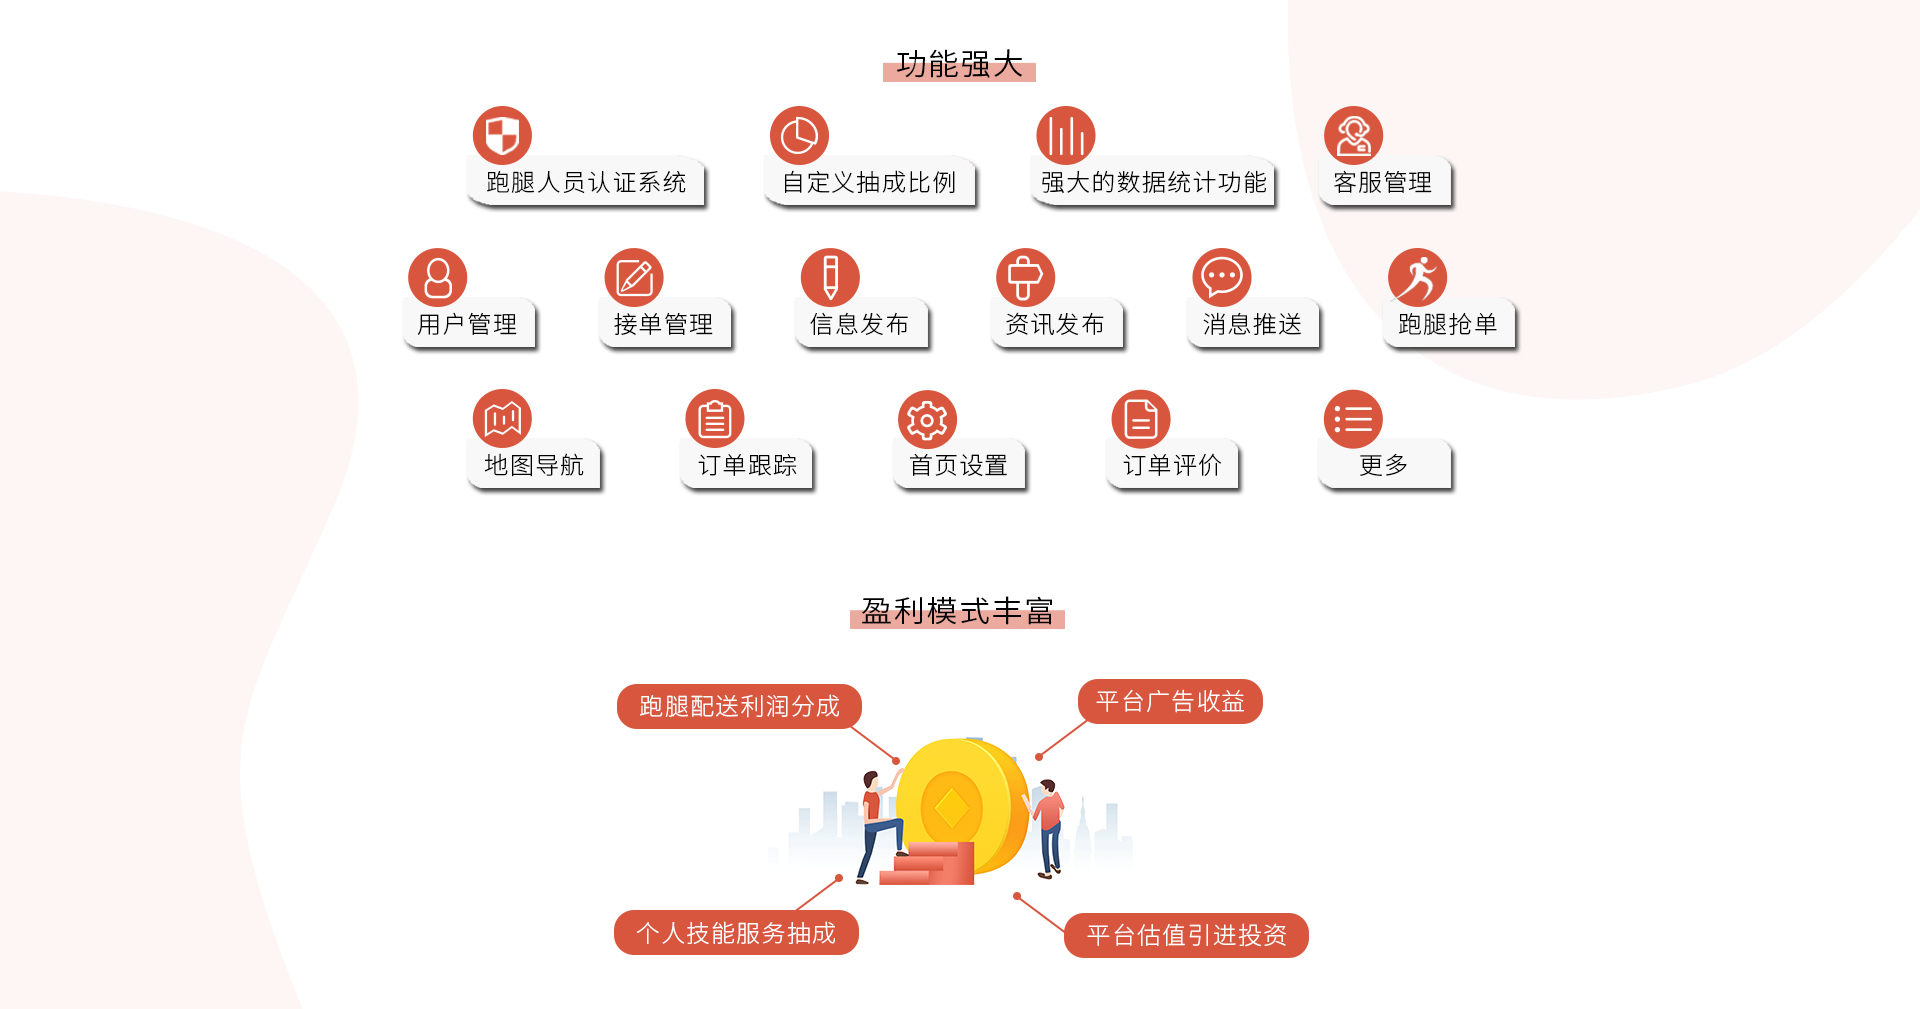 功能强大
跑腿人员认证系统
自定义抽成比例
强大的数据统计功能
客服管理
用户管理
接单管理
信息发布
资讯发布
消息推送
跑腿抢单
地图导航
订单跟踪
首页设置
订单评价
更多
盈利模式丰富
跑腿配送利润分成
平台广告收益
个人技能服务抽成
平台估值引进投资